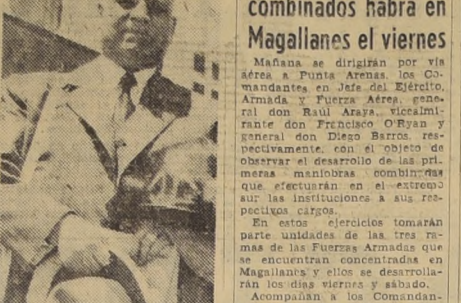 combinados habrá en
Magallanes el viernes
Mañana se dirigirán por vía
aérea a Punta Arenas, los Co-
mandantes en Jefe del Ejército,
Armada y Fuerza Aérea, gene-
ral don Raúl Araya, vicealmi-
rante don Francisco O'Ryan y
general don Diego Barros, res-
pectivamente, con el objeto de
observar el desarrollo de las pri-
meras maniobras combinadas
que efectuarán en el extremo
sur las instituciones a sus res-
pectivos cargos.
En estos ejercicios tomarán
parte unidades de las tres ra-
mas de las Fuerzas Armadas que
se encuentran concentradas en
Magallanes y ellos se desarrolla-
rán los días viernes y sábado.
Acompañan a los Comandan-